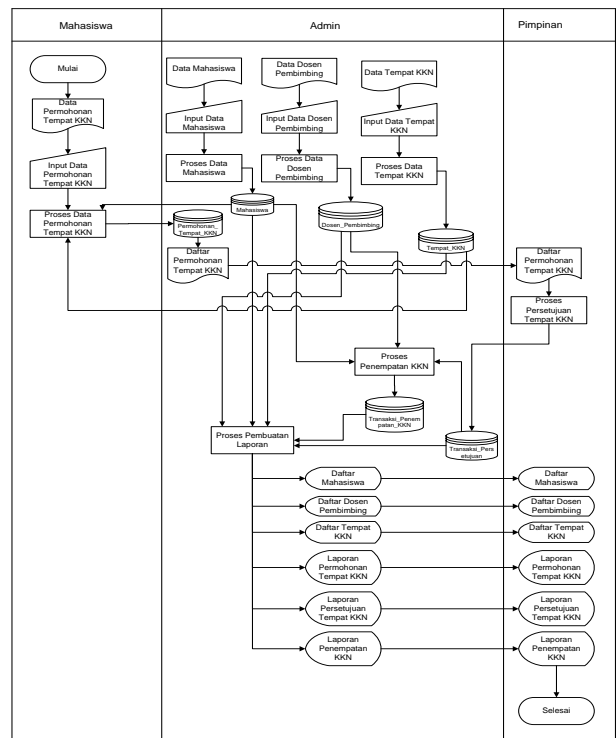 Mahasiswa
Admin
Pimpinan
Mulai
Data
Permohonan
Tempat KKN
Input Data
Permohonan
Tempat KKN
Proses Data
Permohonan
Tempat KKN
Data Mahasiswa
Input Data
Mahasiswa
Proses Data
Mahasiswa
Mahasiswa
Data Dosen
Pembimbing
Input Data Dosen
Pembimbing
Proses Data
Dosen
Pembimbing
Dosen_Pembimbing
Data Tempat KKN
Input Data Tempat
KKN
Proses Data
Tempat KKN
Tempat_KKN
Permohonan_
Tempat_KKN
Daftar
Permohonan
Tempat KKN
Daftar
Permohonan
Tempat KKN
Proses
Persetujuan
Tempat KKN
Proses
Penempatan KKN
Transaksi_Penem
patan_KKN
Transaksi_Pers
etujuan
Proses Pembuatan
Laporan
Daftar
Mahasiswa
Daftar
Mahasiswa
Daftar Dosen
Pembimbing
Daftar Dosen
Pembimbiing
Daftar Tempat
KKN
Daftar Tempat
KKN
Laporan
Permohonan
Tempat KKN
Laporan
Permohonan
Tempat KKN
Laporan
Persetujuan
Tempat KKN
Laporan
Persetujuan
Tempat KKN
Laporan
Penempatan
KKN
Laporan
Penempatan
KKN
Selesai